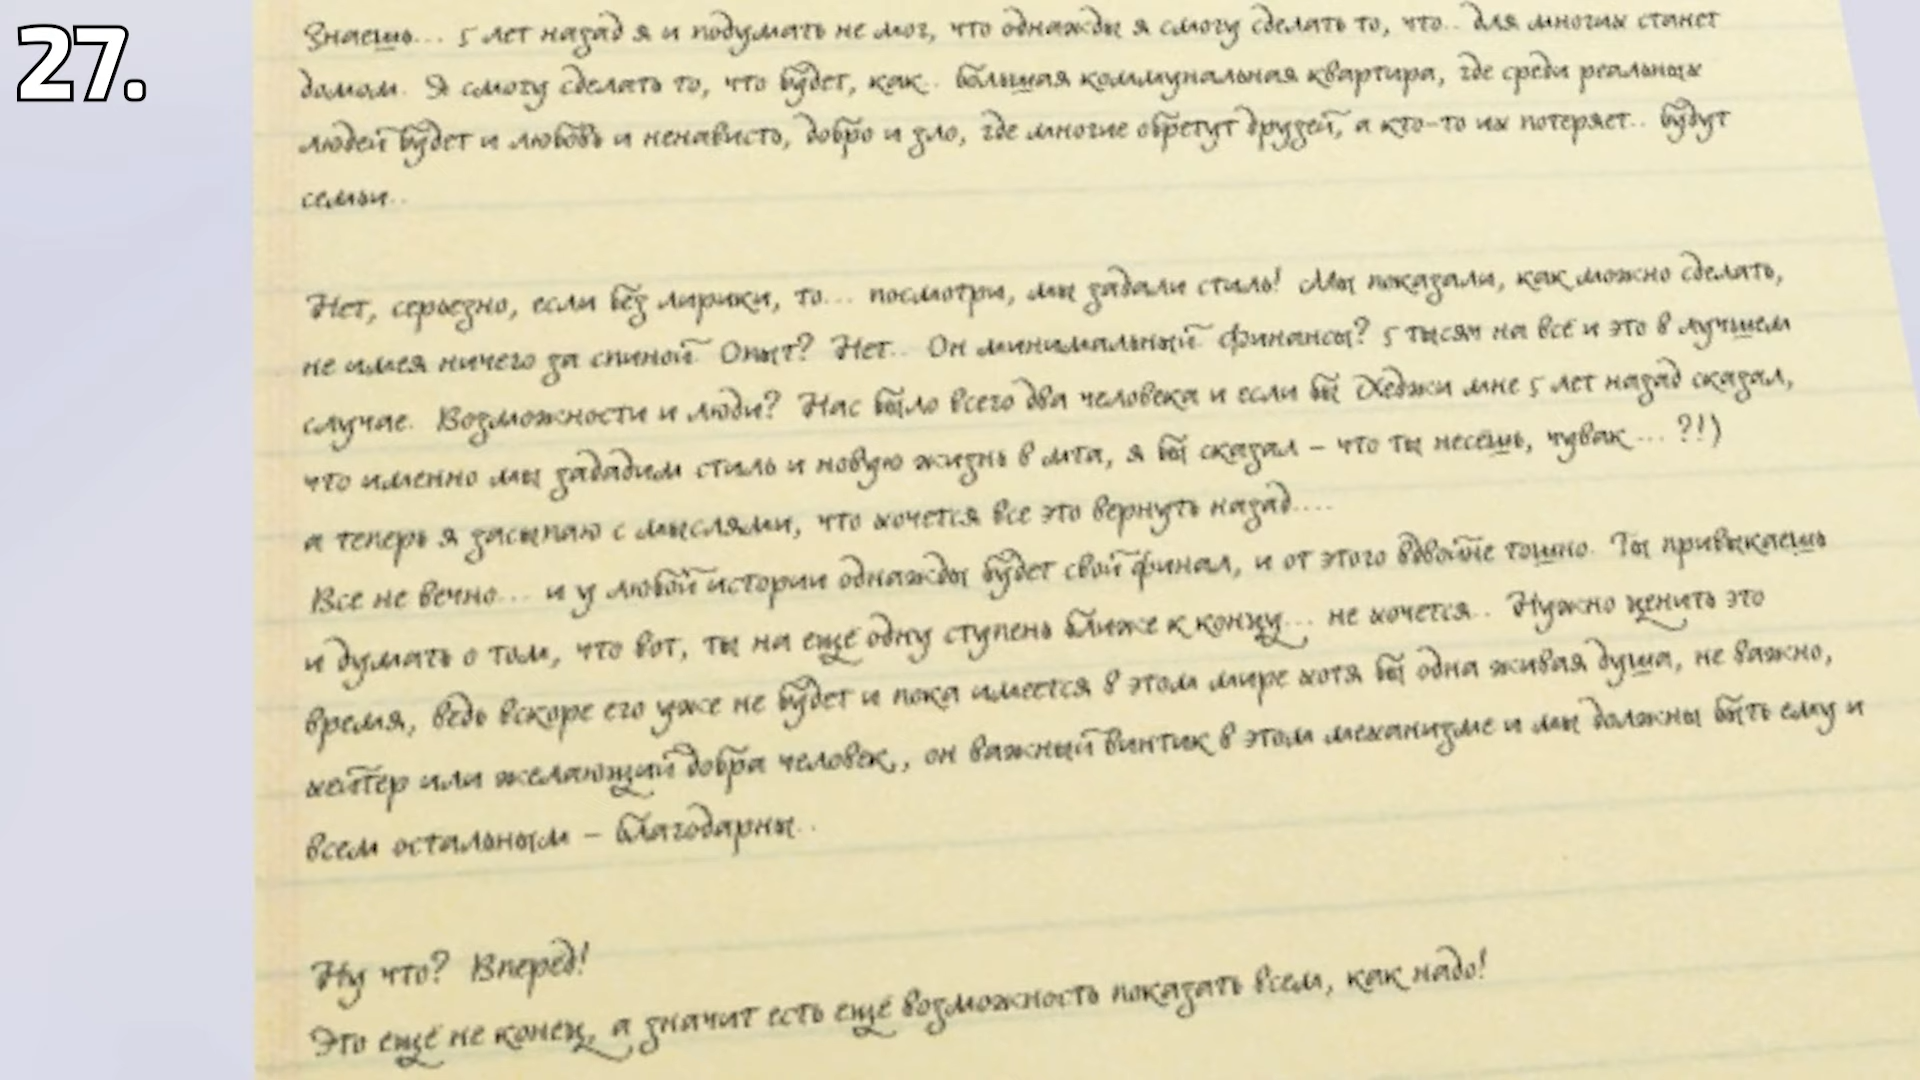 27.
Знаешь... 5 лет назад я и подумать не мог, что однажды я смогу сделать то, что.. для многих станет
домом. Я смогу сделать то, что будет, как.. большая коммунальная квартира, где среди реальных
людей будет и любовь и ненависть, добро и зло, где многие обретут друзей, а кто-то их потеряет.. будут
семьи..
Нет, серьезно, если без лирики, то... посмотри, мы задали стиль! Мы показали, как можно сделать,
не имея ничего за спиной. Опыт? Нет.. Он минимальный. Финансы? 5 тысяч на всё и это в лучшем
случае. Возможности и люди? Нас было всего два человека и если бы Хеджи мне 5 лет назад сказал,
что именно мы зададим стиль и новую жизнь в мта, я бы сказал – что ты несёшь, чувак... ?!)
а теперь я засыпаю с мыслями, что хочется все это вернуть назад....
Все не вечно... и у любой истории однажды будет свой финал, и от этого вдвойне тошно. Ты привыкаешь
и думать о том, что вот, ты на ещё одну ступень ближе к концу... не хочется.. Нужно ценить это
время, ведь вскоре его уже не будет и пока имеется в этом мире хотя бы одна живая душа, не важно,
хейтер или желающий добра человек, он важный винтик в этом механизме и мы должны быть ему и
всем остальным – благодарны..
Ну что? Вперёд!
Это ещё не конец, а значит есть ещё возможность показать всем, как надо!